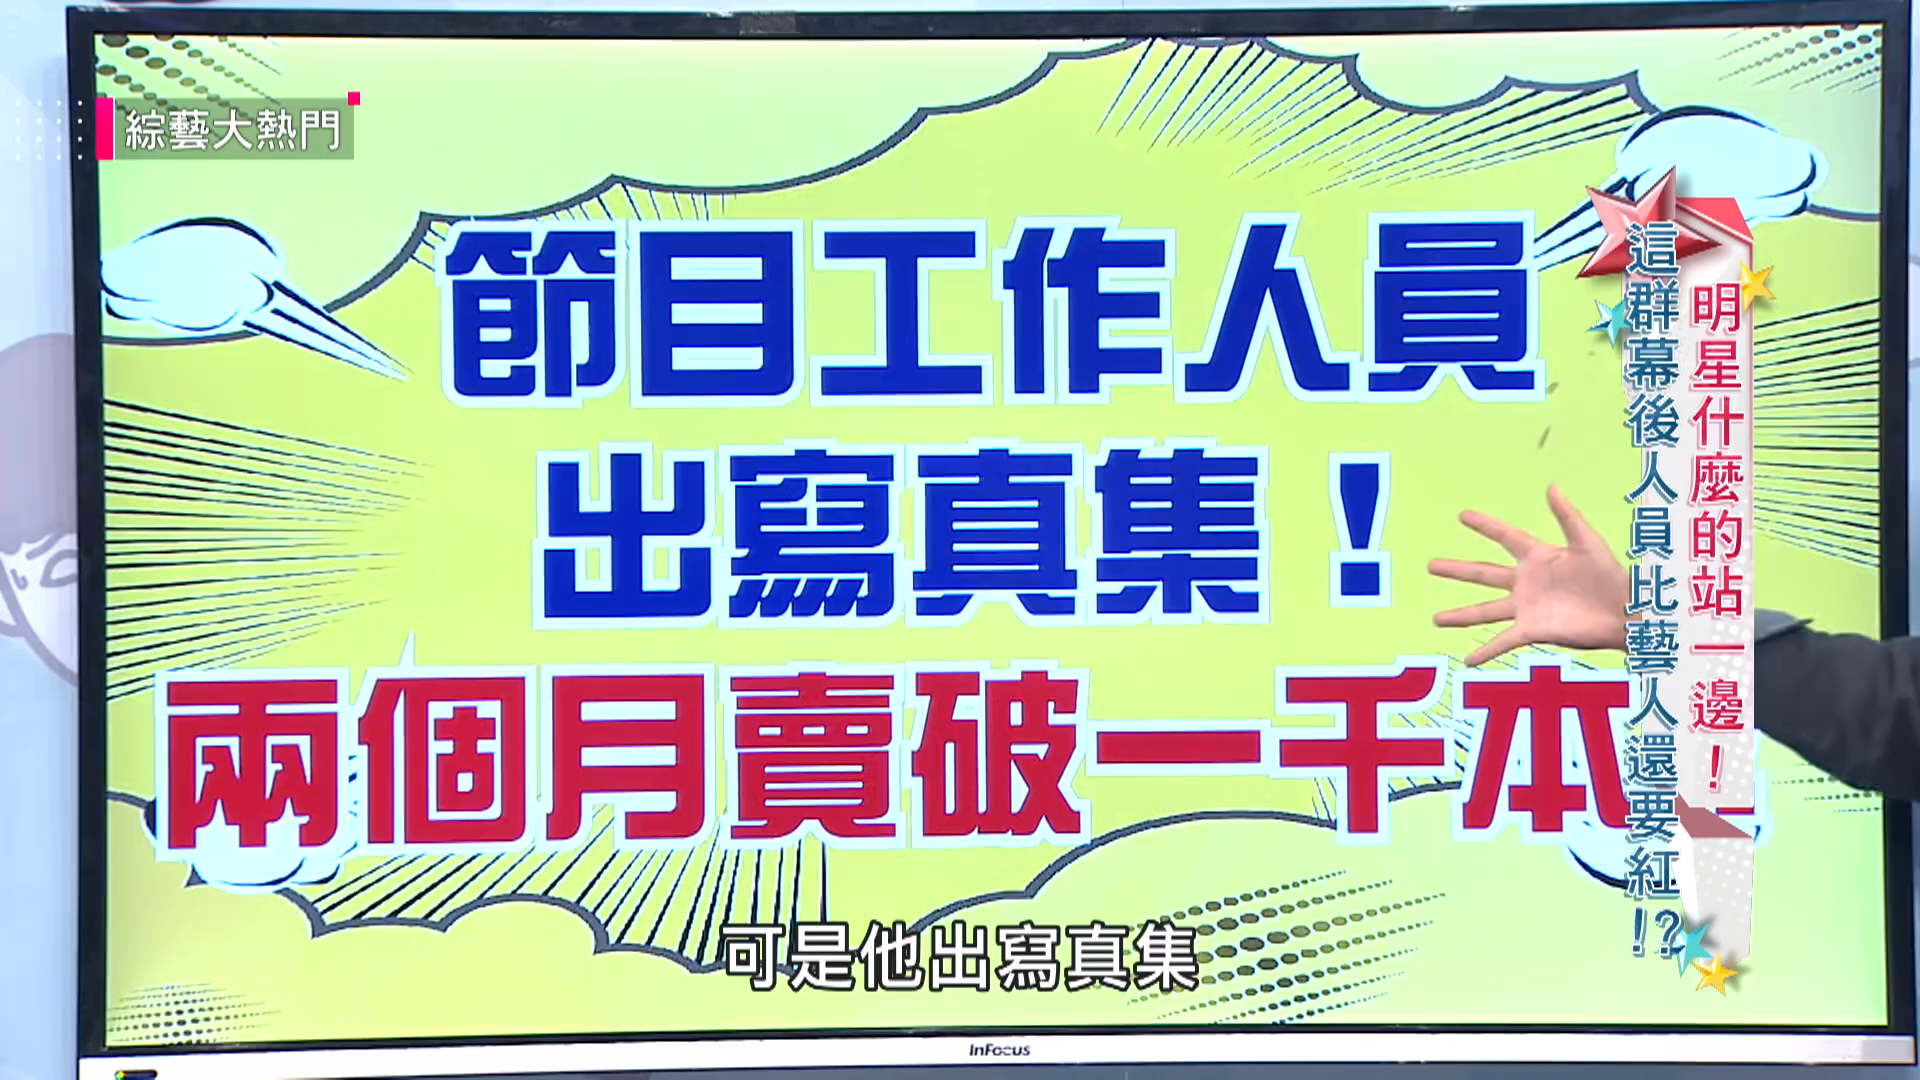 綜藝大熱門
節目工作人員
出寫真集！
兩個月賣破一千本
明星什麼的站一邊！
這群幕後人員比藝人還要紅!?
可是他出寫真集
InFocus